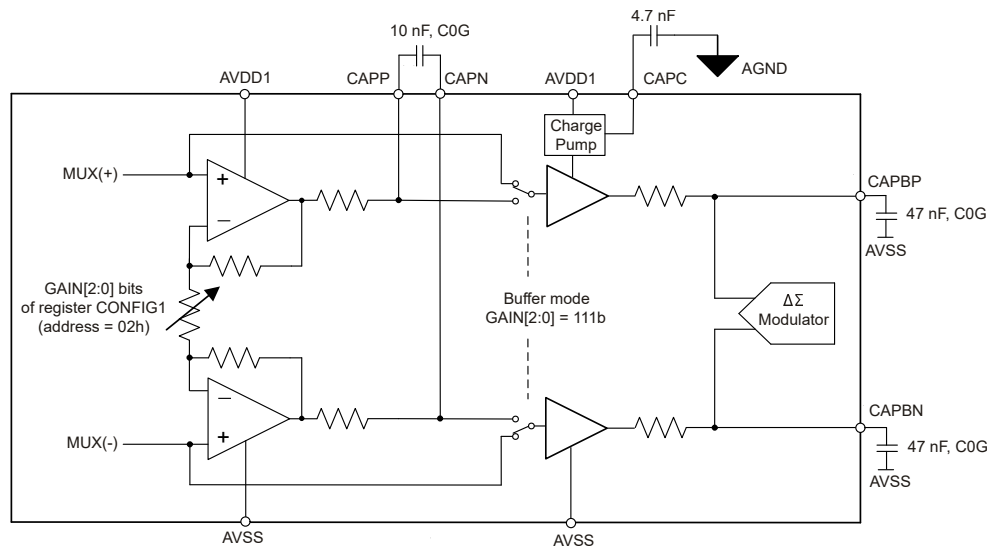 4.7 nF
10 nF, C0G
AGND
AVDD1
CAPP
CAPN
AVDD1
CAPC
Charge
Pump
MUX(+)
+
−
CAPBP
47 nF, C0G
AVSS
GAIN[2:0] bits
of register CONFIG1
(address = 02h)
Buffer mode
GAIN[2:0] = 111b
ΔΣ
Modulator
−
+
MUX(-)
CAPBN
47 nF, C0G
AVSS
AVSS
AVSS